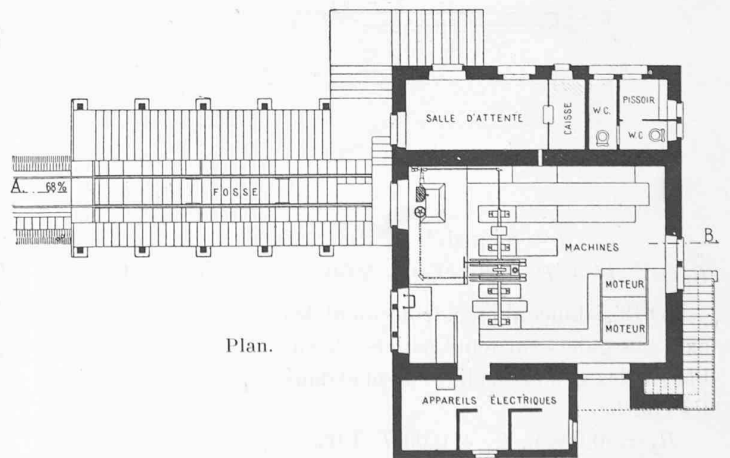 SALLE D'ATTENTE
CAISSE
W.C.
PISSOIR
W.C
A.
68%
FOSSE
MACHINES
B.
MOTEUR
MOTEUR
Plan.
APPAREILS ÉLECTRIQUES